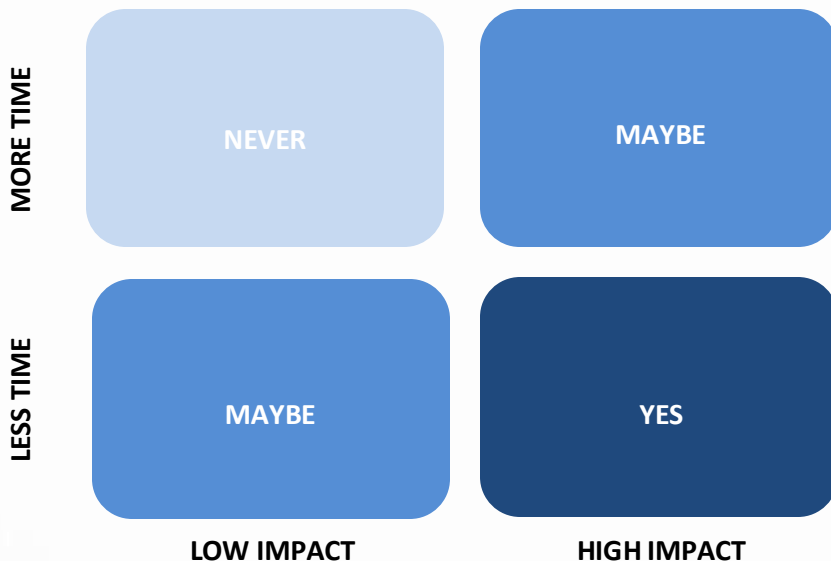 MORE TIME
NEVER
MAYBE
LESS TIME
MAYBE
YES
LOW IMPACT
HIGH IMPACT